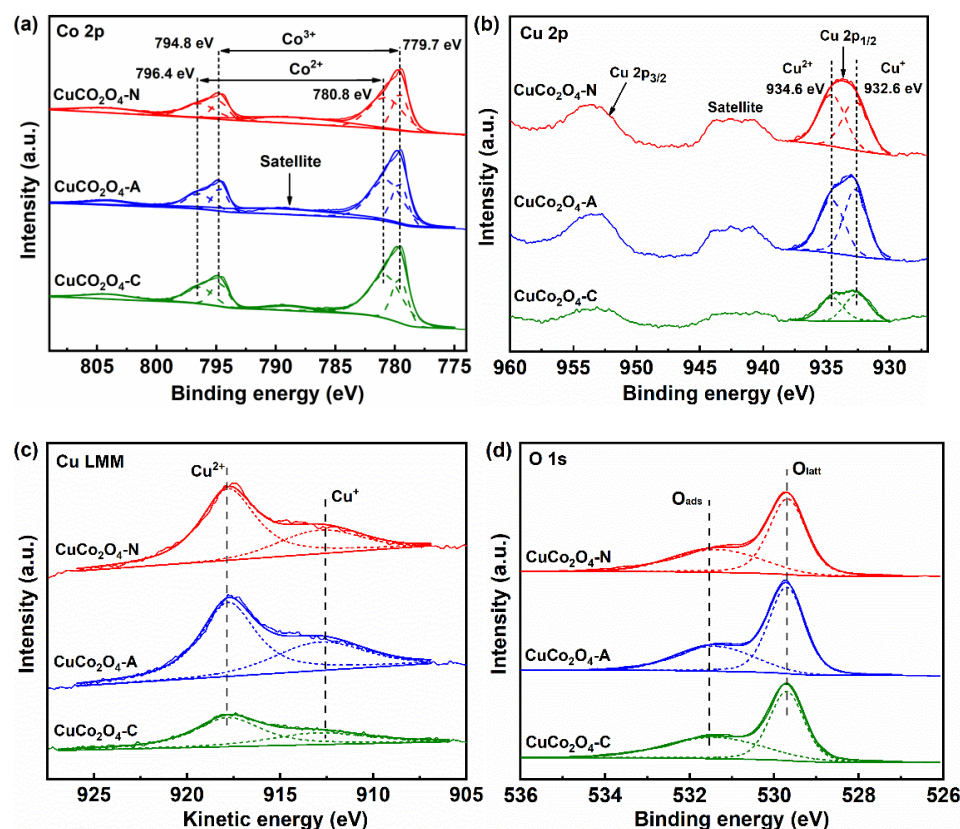 (a) Co 2p
794.8 eV
Co³⁺
779.7 eV
796.4 eV
Co²⁺
780.8 eV
CuCO₂O₄-N
Satellite
CuCO₂O₄-A
CuCO₂O₄-C
Intensity (a.u.)
805 800 795 790 785 780 775
Binding energy (eV)
(b) Cu 2p
Cu 2p₁/₂
Cu²⁺
Cu⁺
934.6 eV
932.6 eV
Cu 2p₃/₂
CuCo₂O₄-N
Satellite
CuCo₂O₄-A
CuCo₂O₄-C
Intensity (a.u.)
960 955 950 945 940 935 930
Binding energy (eV)
(c) Cu LMM
Cu²⁺
Cu⁺
CuCo₂O₄-N
CuCo₂O₄-A
CuCo₂O₄-C
Intensity (a.u.)
925 920 915 910 905
Kinetic energy (eV)
(d) O 1s
Oₗₐₜₜ
Oₐdₛ
CuCo₂O₄-N
CuCo₂O₄-A
CuCo₂O₄-C
Intensity (a.u.)
536 534 532 530 528 526
Binding energy (eV)